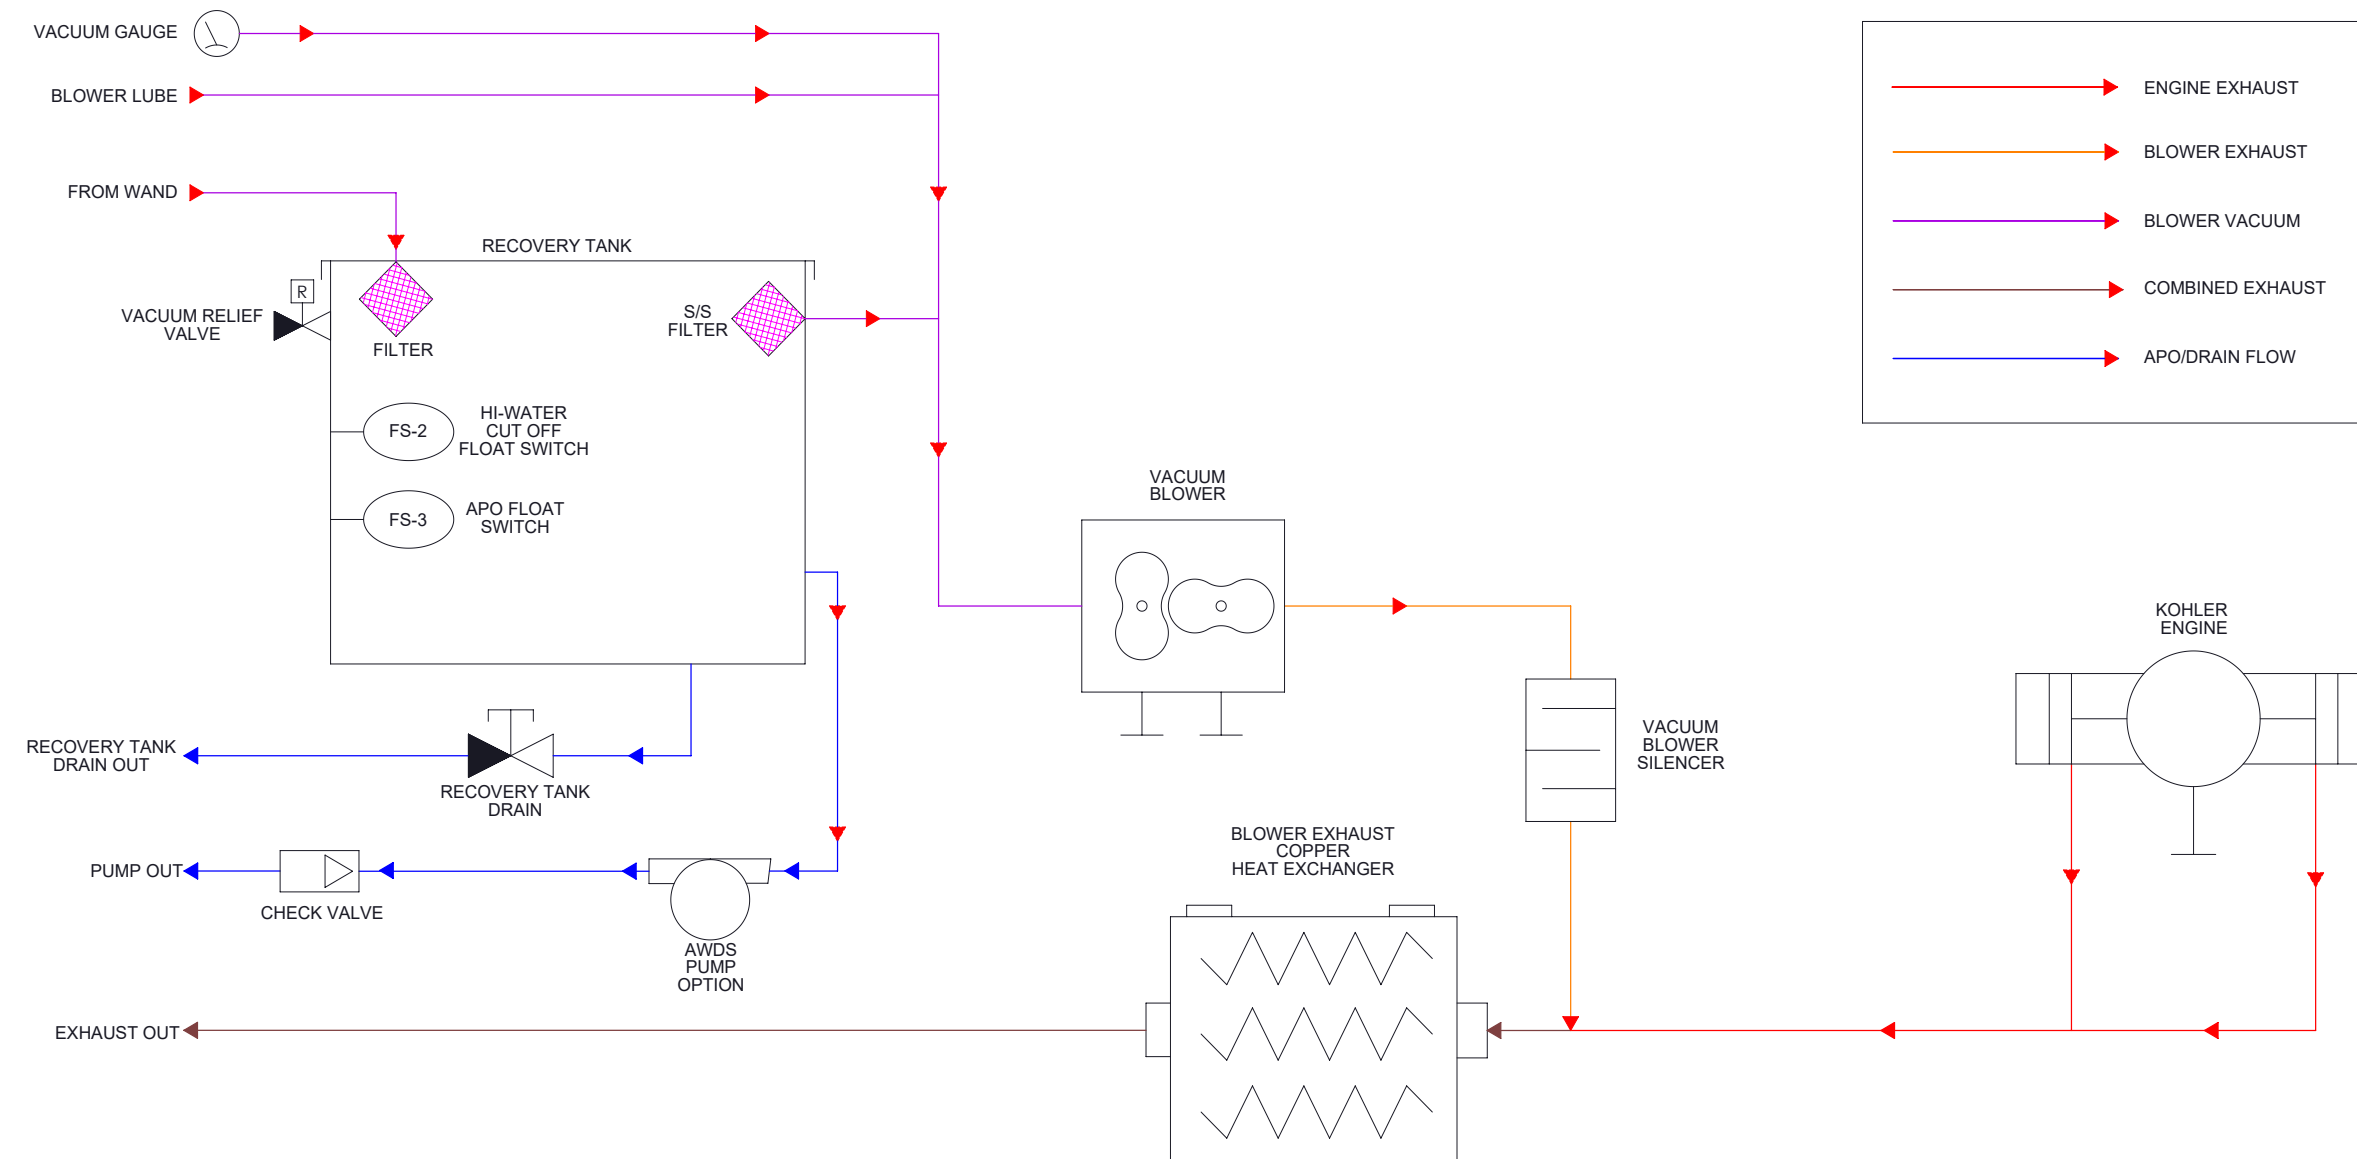 VACUUM GAUGE
BLOWER LUBE
FROM WAND
RECOVERY TANK
R
VACUUM RELIEF
VALVE
FILTER
S/S
FILTER
FS-2
HI-WATER
CUT OFF
FLOAT SWITCH
FS-3
APO FLOAT
SWITCH
RECOVERY TANK
DRAIN OUT
RECOVERY TANK
DRAIN
PUMP OUT
CHECK VALVE
AWDS
PUMP
OPTION
EXHAUST OUT
VACUUM
BLOWER
VACUUM
BLOWER
SILENCER
BLOWER EXHAUST
COPPER
HEAT EXCHANGER
KOHLER
ENGINE
ENGINE EXHAUST
BLOWER EXHAUST
BLOWER VACUUM
COMBINED EXHAUST
APO/DRAIN FLOW